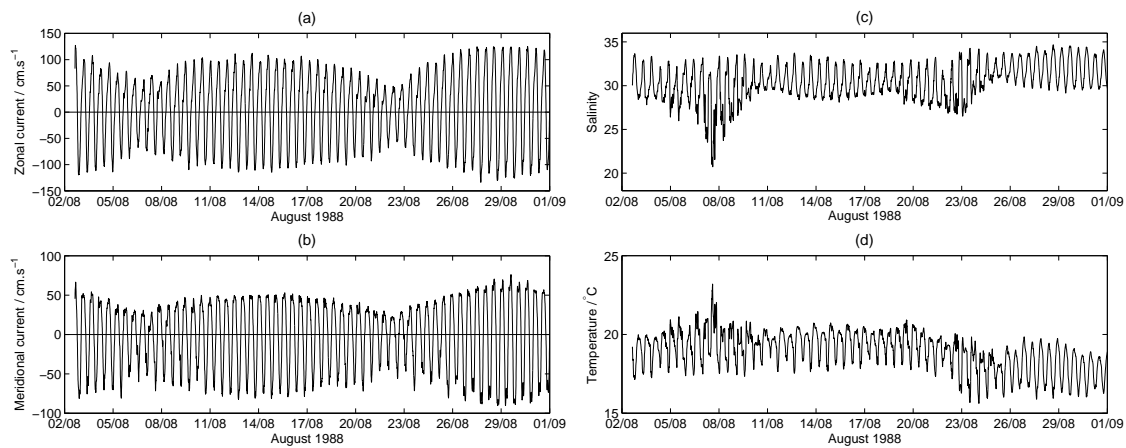 (a)
150
100
50
0
−50
−100
−150
Zonal current / cm.s⁻¹
02/08 05/08 08/08 11/08 14/08 17/08 20/08 23/08 26/08 29/08 01/09
August 1988
(b)
100
50
0
−50
−100
Meridional current / cm.s⁻¹
02/08 05/08 08/08 11/08 14/08 17/08 20/08 23/08 26/08 29/08 01/09
August 1988
(c)
35
30
25
20
Salinity
02/08 05/08 08/08 11/08 14/08 17/08 20/08 23/08 26/08 29/08 01/09
August 1988
(d)
25
20
15
Temperature / °C
02/08 05/08 08/08 11/08 14/08 17/08 20/08 23/08 26/08 29/08 01/09
August 1988